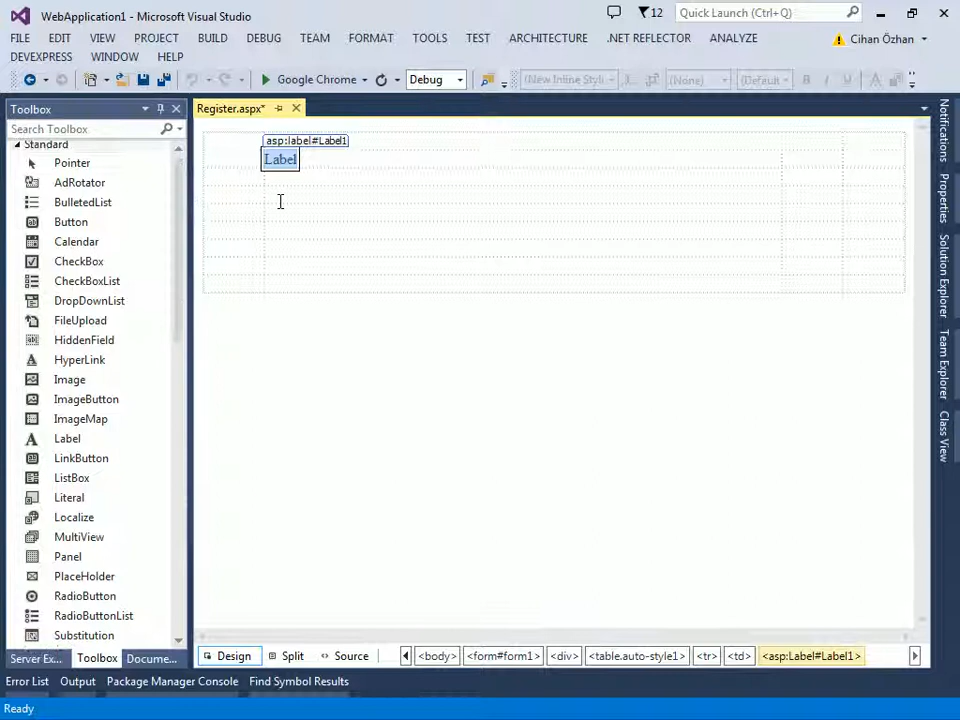 WebApplication1 - Microsoft Visual Studio
12
Quick Launch (Ctrl+Q)
FILE EDIT VIEW PROJECT BUILD DEBUG TEAM FORMAT TOOLS TEST ARCHITECTURE .NET REFLECTOR ANALYZE
Cihan Özhan
DEVEXPRESS WINDOW HELP
Google Chrome
Debug
(New Inline Styl
(None)
(Default
A B I U A
Toolbox
Search Toolbox
Standard
Pointer
AdRotator
BulletedList
Button
Calendar
CheckBox
CheckBoxList
DropDownList
FileUpload
HiddenField
HyperLink
Image
ImageButton
ImageMap
Label
LinkButton
ListBox
Literal
Localize
MultiView
Panel
PlaceHolder
RadioButton
RadioButtonList
Substitution
Server Ex...
Toolbox
Docume...
Register.aspx*
asp:label#Label1
Label
Design
Split
Source
<body>
<form#form1>
<div>
<table.auto-style1>
<tr>
<td>
<asp:Label#Label1>
Notifications
Properties
Solution Explorer
Team Explorer
Class View
Error List
Output
Package Manager Console
Find Symbol Results
Ready